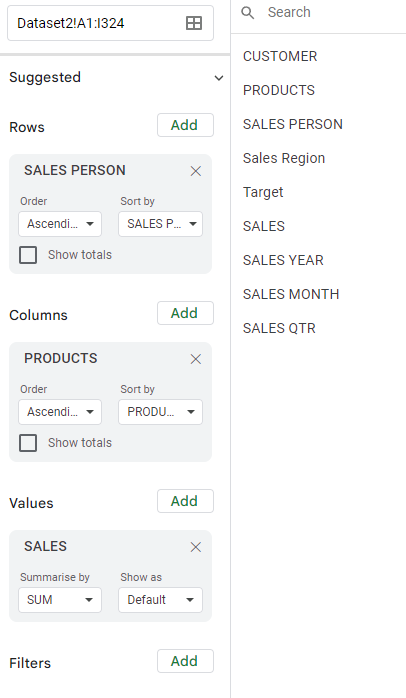 Dataset2!A1:I324
Suggested
Rows
Add
SALES PERSON
Order
Sort by
Ascendi...
SALES P...
Show totals
Columns
Add
PRODUCTS
Order
Sort by
Ascendi...
PRODU...
Show totals
Values
Add
SALES
Summarise by
Show as
SUM
Default
Filters
Add
Search
CUSTOMER
PRODUCTS
SALES PERSON
Sales Region
Target
SALES
SALES YEAR
SALES MONTH
SALES QTR